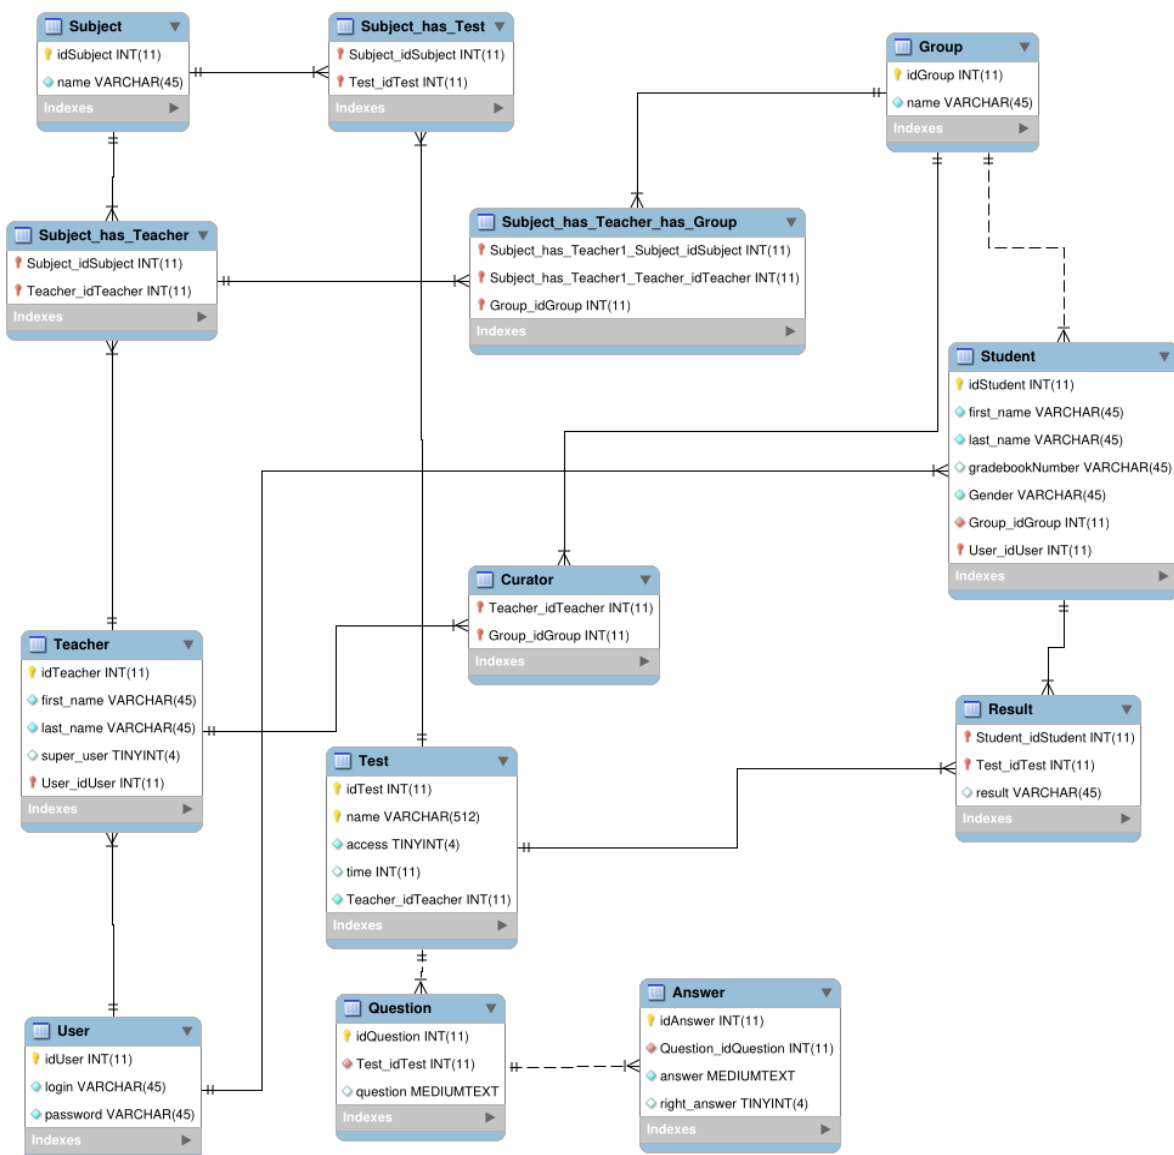 Subject
idSubject INT(11)
name VARCHAR(45)
Indexes
Subject_has_Test
Subject_idSubject INT(11)
Test_idTest INT(11)
Indexes
Group
idGroup INT(11)
name VARCHAR(45)
Indexes
Subject_has_Teacher
Subject_idSubject INT(11)
Teacher_idTeacher INT(11)
Indexes
Subject_has_Teacher_has_Group
Subject_has_Teacher1_Subject_idSubject INT(11)
Subject_has_Teacher1_Teacher_idTeacher INT(11)
Group_idGroup INT(11)
Indexes
Student
idStudent INT(11)
first_name VARCHAR(45)
last_name VARCHAR(45)
gradebookNumber VARCHAR(45)
Gender VARCHAR(45)
Group_idGroup INT(11)
User_idUser INT(11)
Indexes
Curator
Teacher_idTeacher INT(11)
Group_idGroup INT(11)
Indexes
Teacher
idTeacher INT(11)
first_name VARCHAR(45)
last_name VARCHAR(45)
super_user TINYINT(4)
User_idUser INT(11)
Indexes
Result
Student_idStudent INT(11)
Test_idTest INT(11)
result VARCHAR(45)
Indexes
Test
idTest INT(11)
name VARCHAR(512)
access TINYINT(4)
time INT(11)
Teacher_idTeacher INT(11)
Indexes
User
idUser INT(11)
login VARCHAR(45)
password VARCHAR(45)
Indexes
Question
idQuestion INT(11)
Test_idTest INT(11)
question MEDIUMTEXT
Indexes
Answer
idAnswer INT(11)
Question_idQuestion INT(11)
answer MEDIUMTEXT
right_answer TINYINT(4)
Indexes